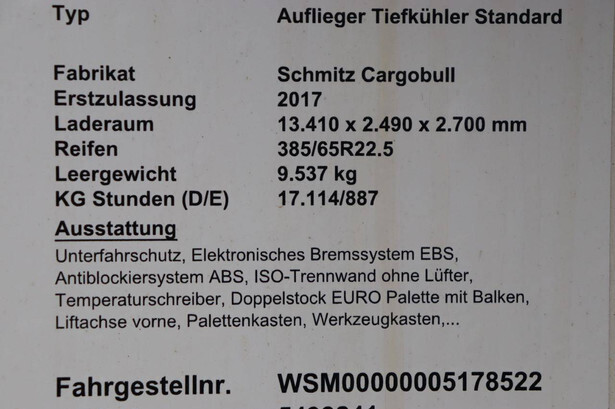 Typ Auflieger Tiefkühler Standard
Fabrikat Schmitz Cargobull
Erstzulassung 2017
Laderaum 13.410 x 2.490 x 2.700 mm
Reifen 385/65R22.5
Leergewicht 9.537 kg
KG Stunden (D/E) 17.114/887
Ausstattung
Unterfahrschutz, Elektronisches Bremssystem EBS,
Antiblockiersystem ABS, ISO-Trennwand ohne Lüfter,
Temperaturschreiber, Doppelstock EURO Palette mit Balken,
Liftachse vorne, Palettenkasten, Werkzeugkasten,...
Fahrgestellnr. WSM00000005178522